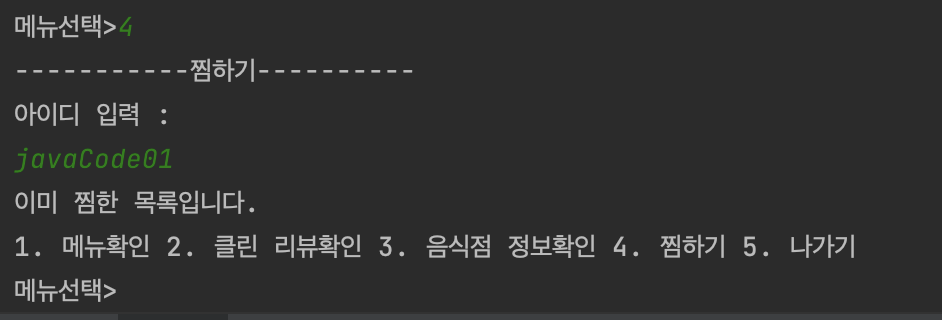 메뉴선택>4
-----------찜하기----------
아이디 입력 :
javaCode01
이미 찜한 목록입니다.
1. 메뉴확인 2. 클린 리뷰확인 3. 음식점 정보확인 4. 찜하기 5. 나가기
메뉴선택>